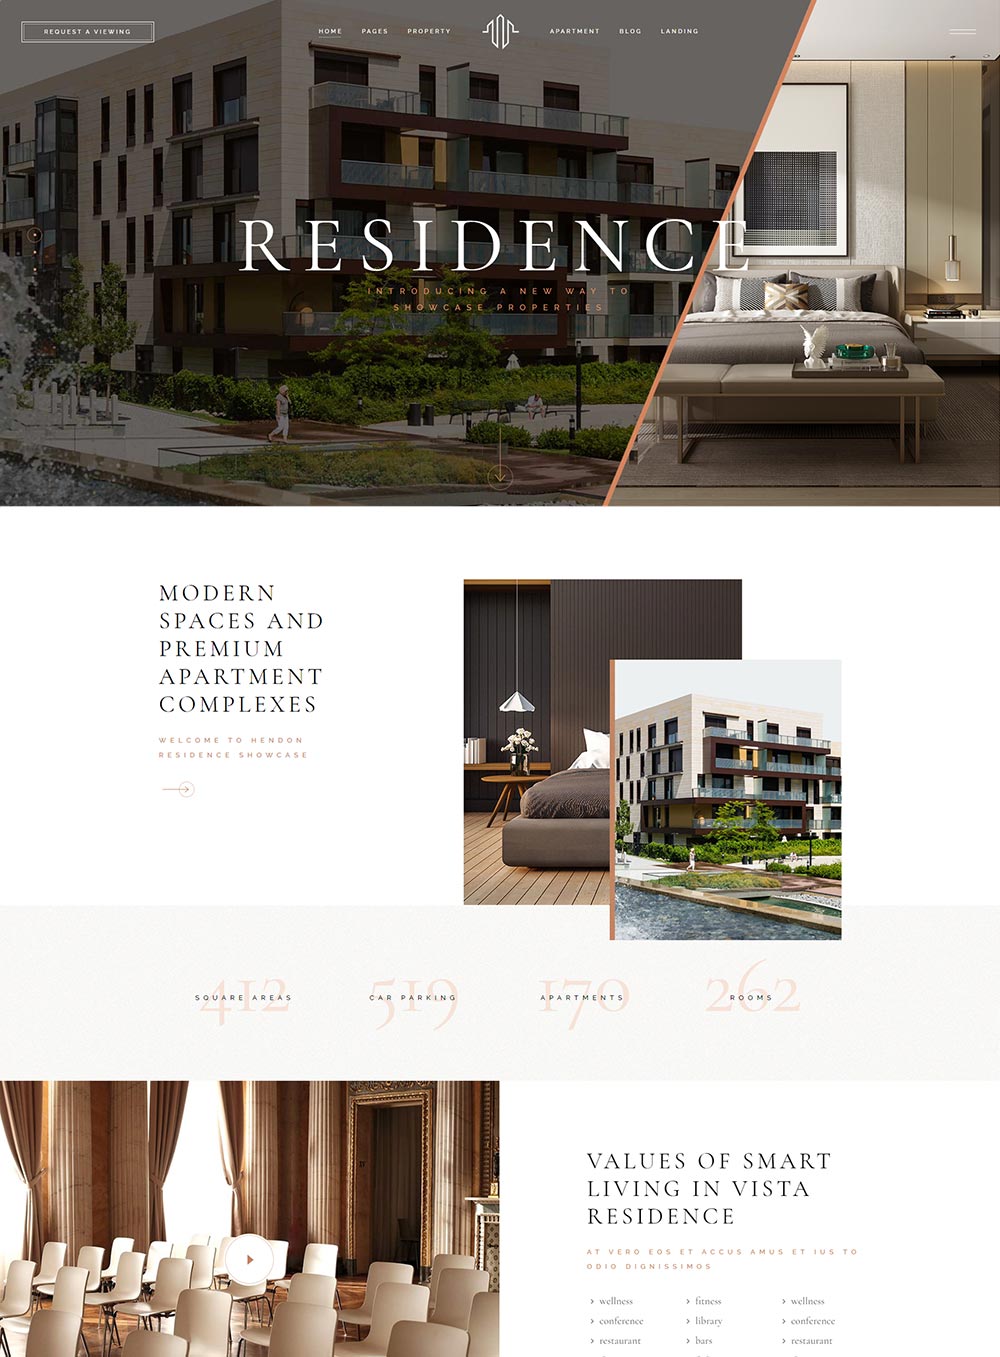 REQUEST A VIEWING
HOME PAGES PROPERTY APARTMENT BLOG LANDING
RESIDENCE
INTRODUCING A NEW WAY TO
SHOWCASE PROPERTIES
MODERN
SPACES AND
PREMIUM
APARTMENT
COMPLEXES
WELCOME TO HENDON
RESIDENCE SHOWCASE
412 519 170 262
SQUARE AREAS CAR PARKING APARTMENTS ROOMS
VALUES OF SMART
LIVING IN VISTA
RESIDENCE
AT VERO EOS ET ACCUS AMUS ET IUS TO
ODIO DIGNISSIMOS
wellness fitness wellness
conference library conference
restaurant bars restaurant